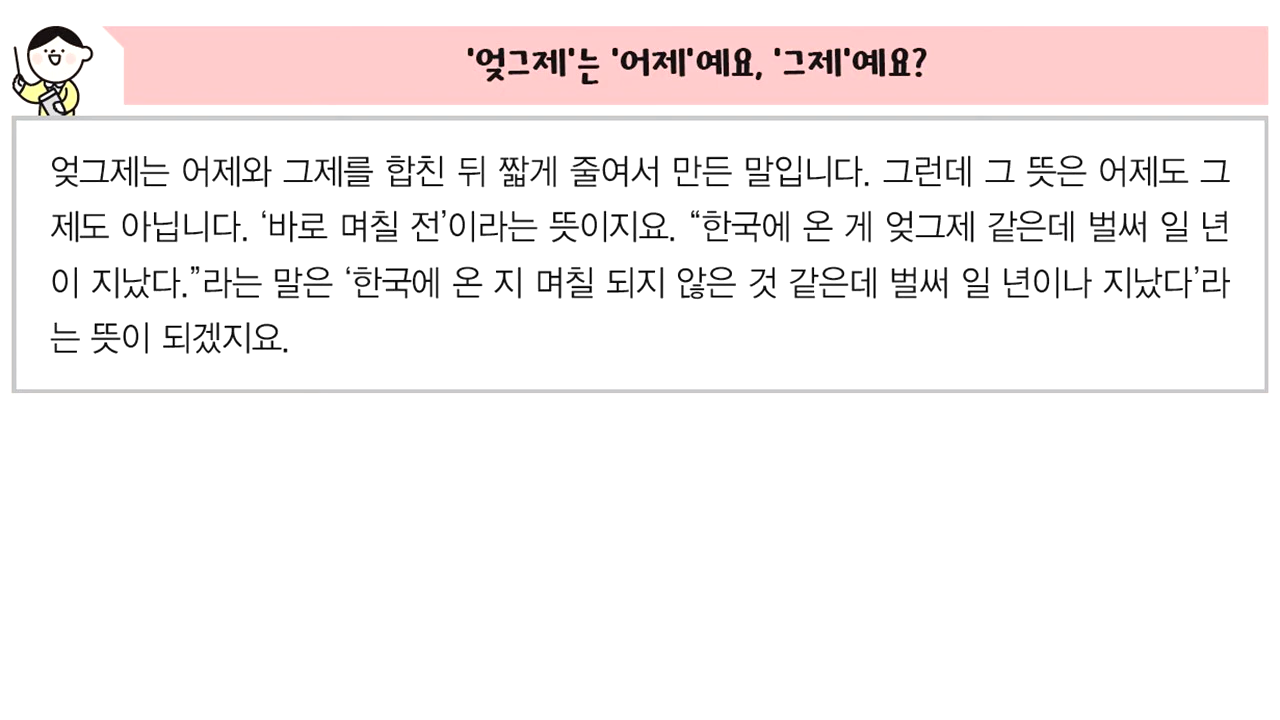 '엊그제'는 '어제'예요, '그제'예요?
엊그제는 어제와 그제를 합친 뒤 짧게 줄여서 만든 말입니다. 그런데 그 뜻은 어제도 그
제도 아닙니다. ‘바로 며칠 전’이라는 뜻이지요. “한국에 온 게 엊그제 같은데 벌써 일 년
이 지났다.”라는 말은 ‘한국에 온 지 며칠 되지 않은 것 같은데 벌써 일 년이나 지났다’라
는 뜻이 되겠지요.